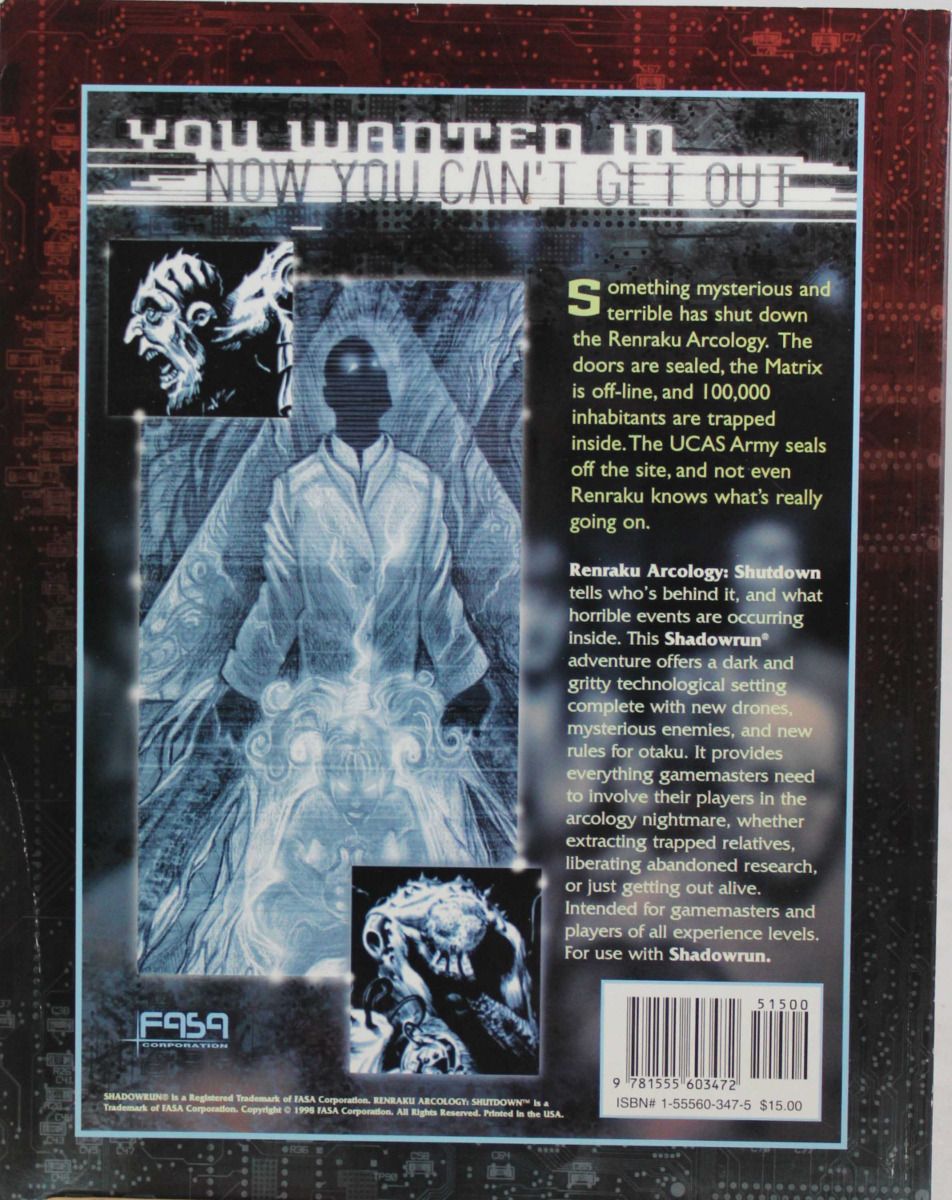 YOU WANTED IN
NOW YOU CAN'T GET OUT
Something mysterious and
terrible has shut down
the Renraku Arcology. The
doors are sealed, the Matrix
is off-line, and 100,000
inhabitants are trapped
inside. The UCAS Army seals
off the site, and not even
Renraku knows what's really
going on.
Renraku Arcology: Shutdown
tells who's behind it, and what
horrible events are occurring
inside. This Shadowrun®
adventure offers a dark and
gritty technological setting
complete with new drones,
mysterious enemies, and new
rules for otaku. It provides
everything gamemasters need
to involve their players in the
arcology nightmare, whether
extracting trapped relatives,
liberating abandoned research,
or just getting out alive.
Intended for gamemasters and
players of all experience levels.
For use with Shadowrun.
FASA
CORPORATION
SHADOWRUN® is a Registered Trademark of FASA Corporation. RENRAKU ARCOLOGY: SHUTDOWN™ is a
Trademark of FASA Corporation. Copyright © 1998 FASA Corporation. All Rights Reserved. Printed in the USA.
51500
9 781555 603472
ISBN# 1-55560-347-5 $15.00
C71
C67
C58
C64
TP90